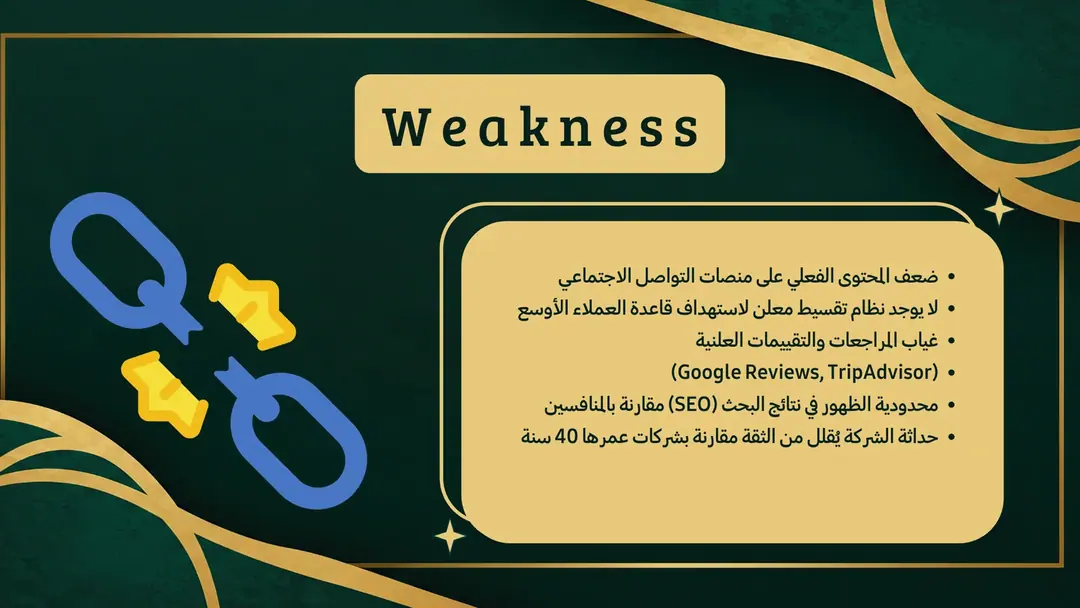 Weakness
• ضعف المحتوى الفعلي على منصات التواصل الاجتماعي
• لا يوجد نظام تقسيط معلن لاستهداف قاعدة العملاء الأوسع
• غياب المراجعات والتقييمات العلنية
• (Google Reviews, TripAdvisor)
• محدودية الظهور في نتائج البحث (SEO) مقارنة بالمنافسين
• حداثة الشركة يُقلل من الثقة مقارنة بشركات عمرها 40 سنة